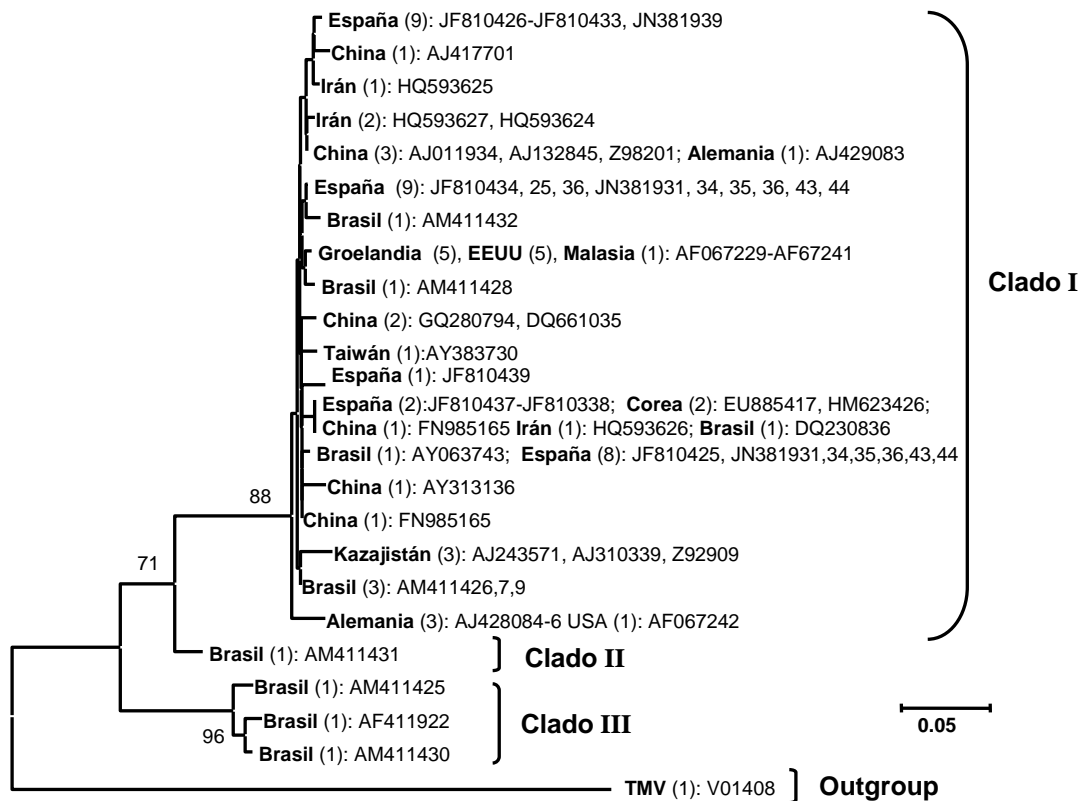 España (9): JF810426-JF810433, JN381939
China (1): AJ417701
Irán (1): HQ593625
Irán (2): HQ593627, HQ593624
China (3): AJ011934, AJ132845, Z98201; Alemania (1): AJ429083
España (9): JF810434, 25, 36, JN381931, 34, 35, 36, 43, 44
Brasil (1): AM411432
Groelandia (5), EEUU (5), Malasia (1): AF067229-AF67241
Clado I
Brasil (1): AM411428
China (2): GQ280794, DQ661035
Taiwán (1):AY383730
España (1): JF810439
España (2):JF810437-JF810338; Corea (2): EU885417, HM623426;
China (1): FN985165 Irán (1): HQ593626; Brasil (1): DQ230836
Brasil (1): AY063743; España (8): JF810425, JN381931,34,35,36,43,44
China (1): AY313136
88
China (1): FN985165
Kazajistán (3): AJ243571, AJ310339, Z92909
71
Brasil (3): AM411426,7,9
Alemania (3): AJ428084-6 USA (1): AF067242
Brasil (1): AM411431
Clado II
Brasil (1): AM411425
Brasil (1): AF411922
Clado III
96
Brasil (1): AM411430
0.05
TMV (1): V01408
Outgroup